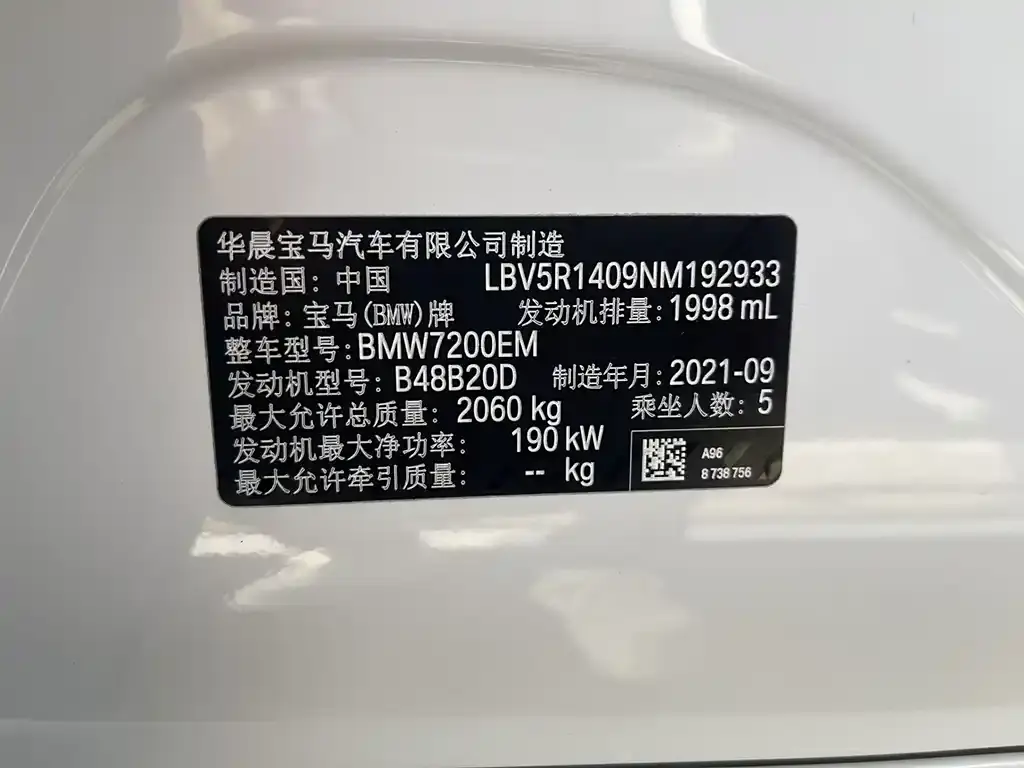 华晨宝马汽车有限公司制造
制造国：中国 LBV5R1409NM192933
品牌：宝马(BMW)牌 发动机排量：1998 mL
整车型号：BMW7200EM
发动机型号：B48B20D 制造年月：2021-09
最大允许总质量：2060 kg 乘坐人数：5
发动机最大净功率：190 kW
最大允许牵引质量：-- kg
A96
8 738 756